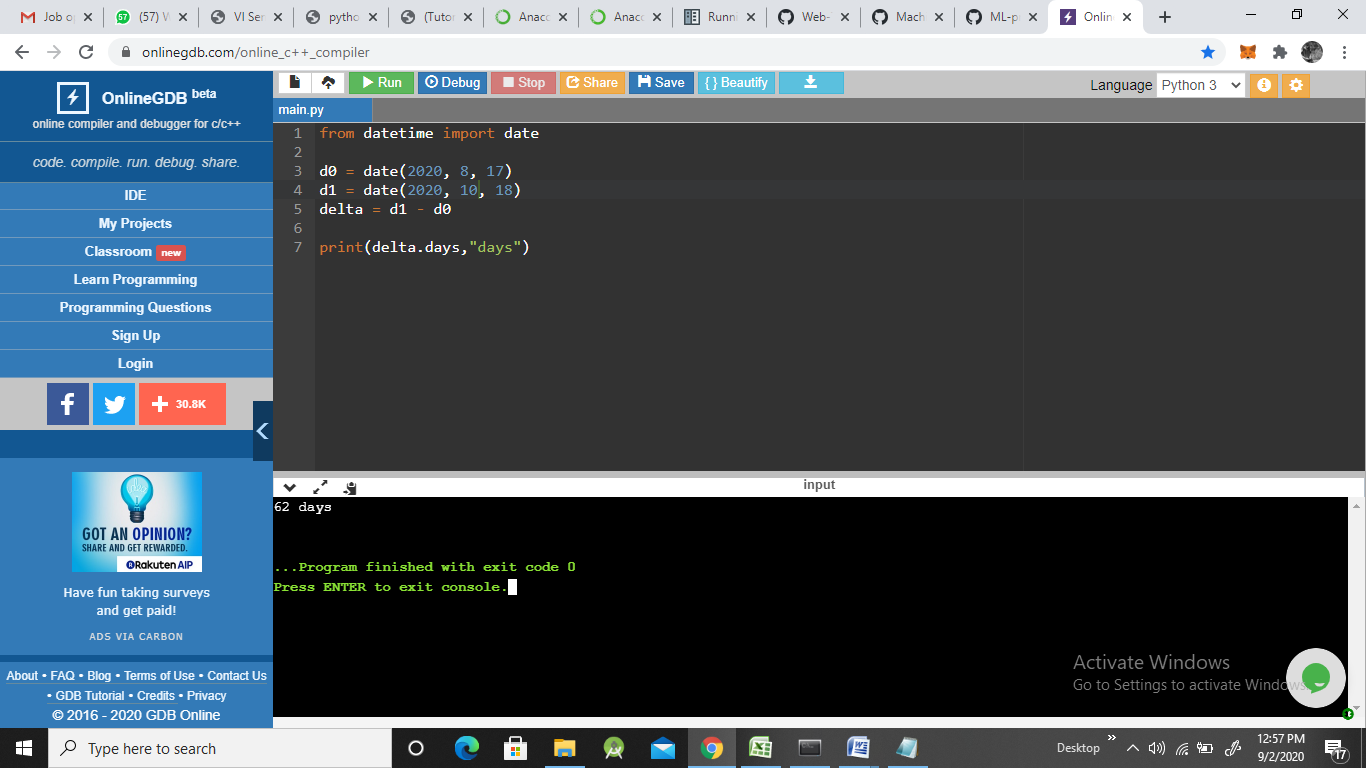 Job o
(57) W
VI Ser
pytho
(Tutor
Anaco
Anaco
Runni
Web-
Mach
ML-p
Onlin
onlinegdb.com/online_c++_compiler
OnlineGDB beta
online compiler and debugger for c/c++
code. compile. run. debug. share.
IDE
My Projects
Classroom new
Learn Programming
Programming Questions
Sign Up
Login
f
30.8K
GOT AN OPINION?
SHARE AND GET REWARDED.
Rakuten AIP
Have fun taking surveys
and get paid!
ADS VIA CARBON
About • FAQ • Blog • Terms of Use • Contact Us
• GDB Tutorial • Credits • Privacy
© 2016 - 2020 GDB Online
Run
Debug
Stop
Share
Save
{ } Beautify
Language Python 3
main.py
1 from datetime import date
2
3 d0 = date(2020, 8, 17)
4 d1 = date(2020, 10, 18)
5 delta = d1 - d0
6
7 print(delta.days,"days")
input
62 days
...Program finished with exit code 0
Press ENTER to exit console.
Activate Windows
Go to Settings to activate Windows.
Type here to search
Desktop
12:57 PM
9/2/2020
17